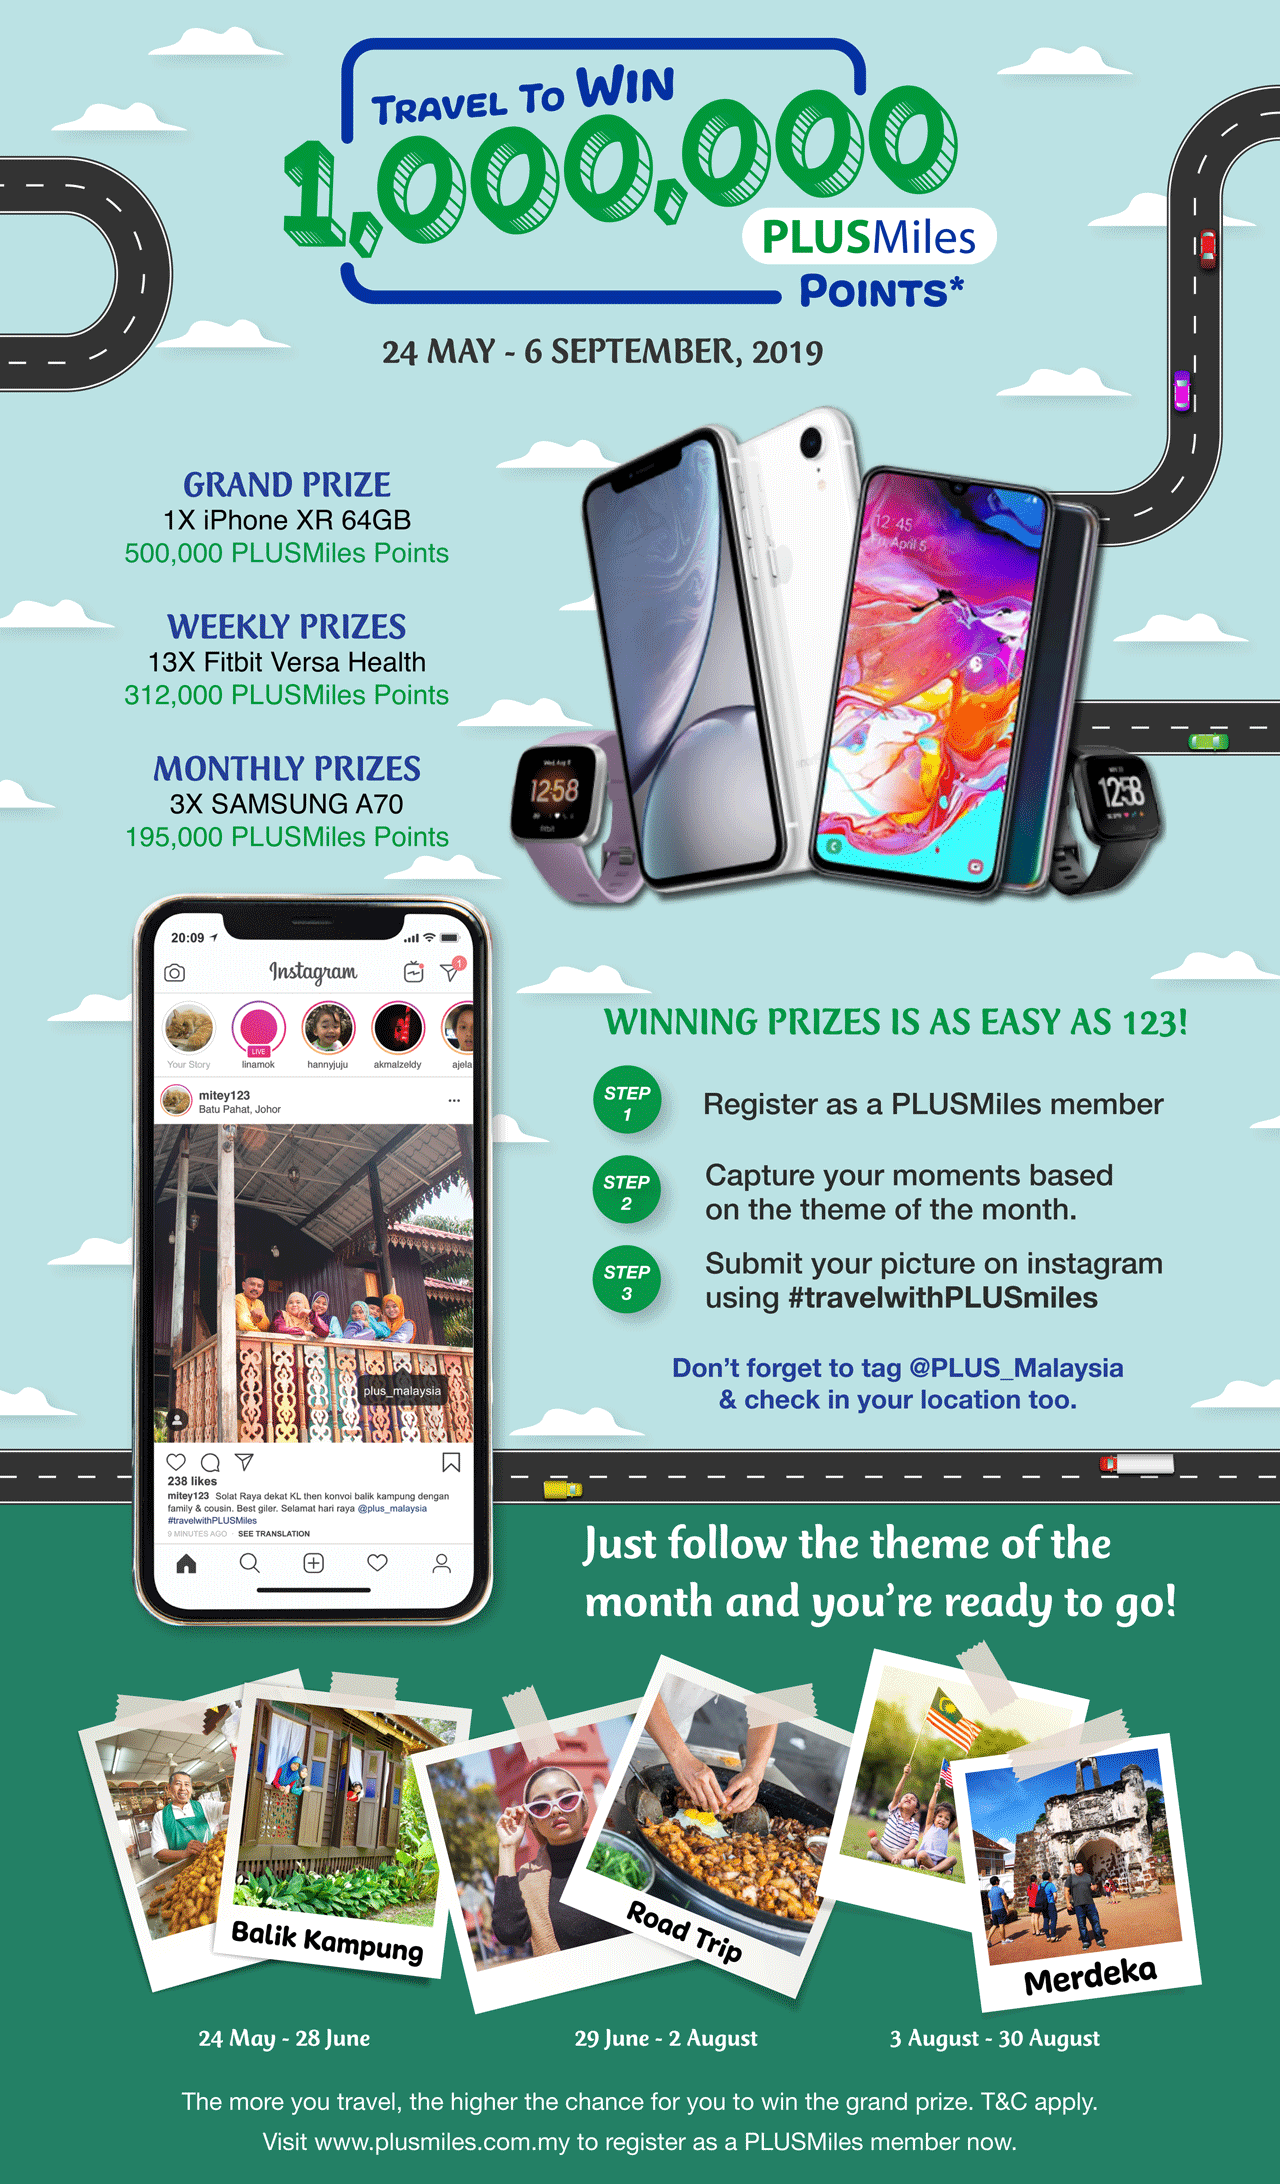 TRAVEL TO WIN
1,000,000
PLUSMiles
POINTS*
24 MAY - 6 SEPTEMBER, 2019
GRAND PRIZE
1X iPhone XR 64GB
500,000 PLUSMiles Points
WEEKLY PRIZES
13X Fitbit Versa Health
312,000 PLUSMiles Points
MONTHLY PRIZES
3X SAMSUNG A70
195,000 PLUSMiles Points
12:45
Fri, April 5
12:58
fitbit
12:58
20:09
Instagram
1
LIVE
Your Story
linamok
hannyjuju
akmalzeldy
ajela
mitey123
Batu Pahat, Johor
...
plus_malaysia
238 likes
mitey123 Solat Raya dekat KL then konvoi balik kampung dengan
family & cousin. Best giler. Selamat hari raya @plus_malaysia
#travelwithPLUSMiles
9 MINUTES AGO · SEE TRANSLATION
WINNING PRIZES IS AS EASY AS 123!
STEP
1
Register as a PLUSMiles member
STEP
2
Capture your moments based
on the theme of the month.
STEP
3
Submit your picture on instagram
using #travelwithPLUSmiles
Don't forget to tag @PLUS_Malaysia
& check in your location too.
Just follow the theme of the
month and you're ready to go!
Balik Kampung
Road Trip
Merdeka
24 May - 28 June
29 June - 2 August
3 August - 30 August
The more you travel, the higher the chance for you to win the grand prize. T&C apply.
Visit www.plusmiles.com.my to register as a PLUSMiles member now.